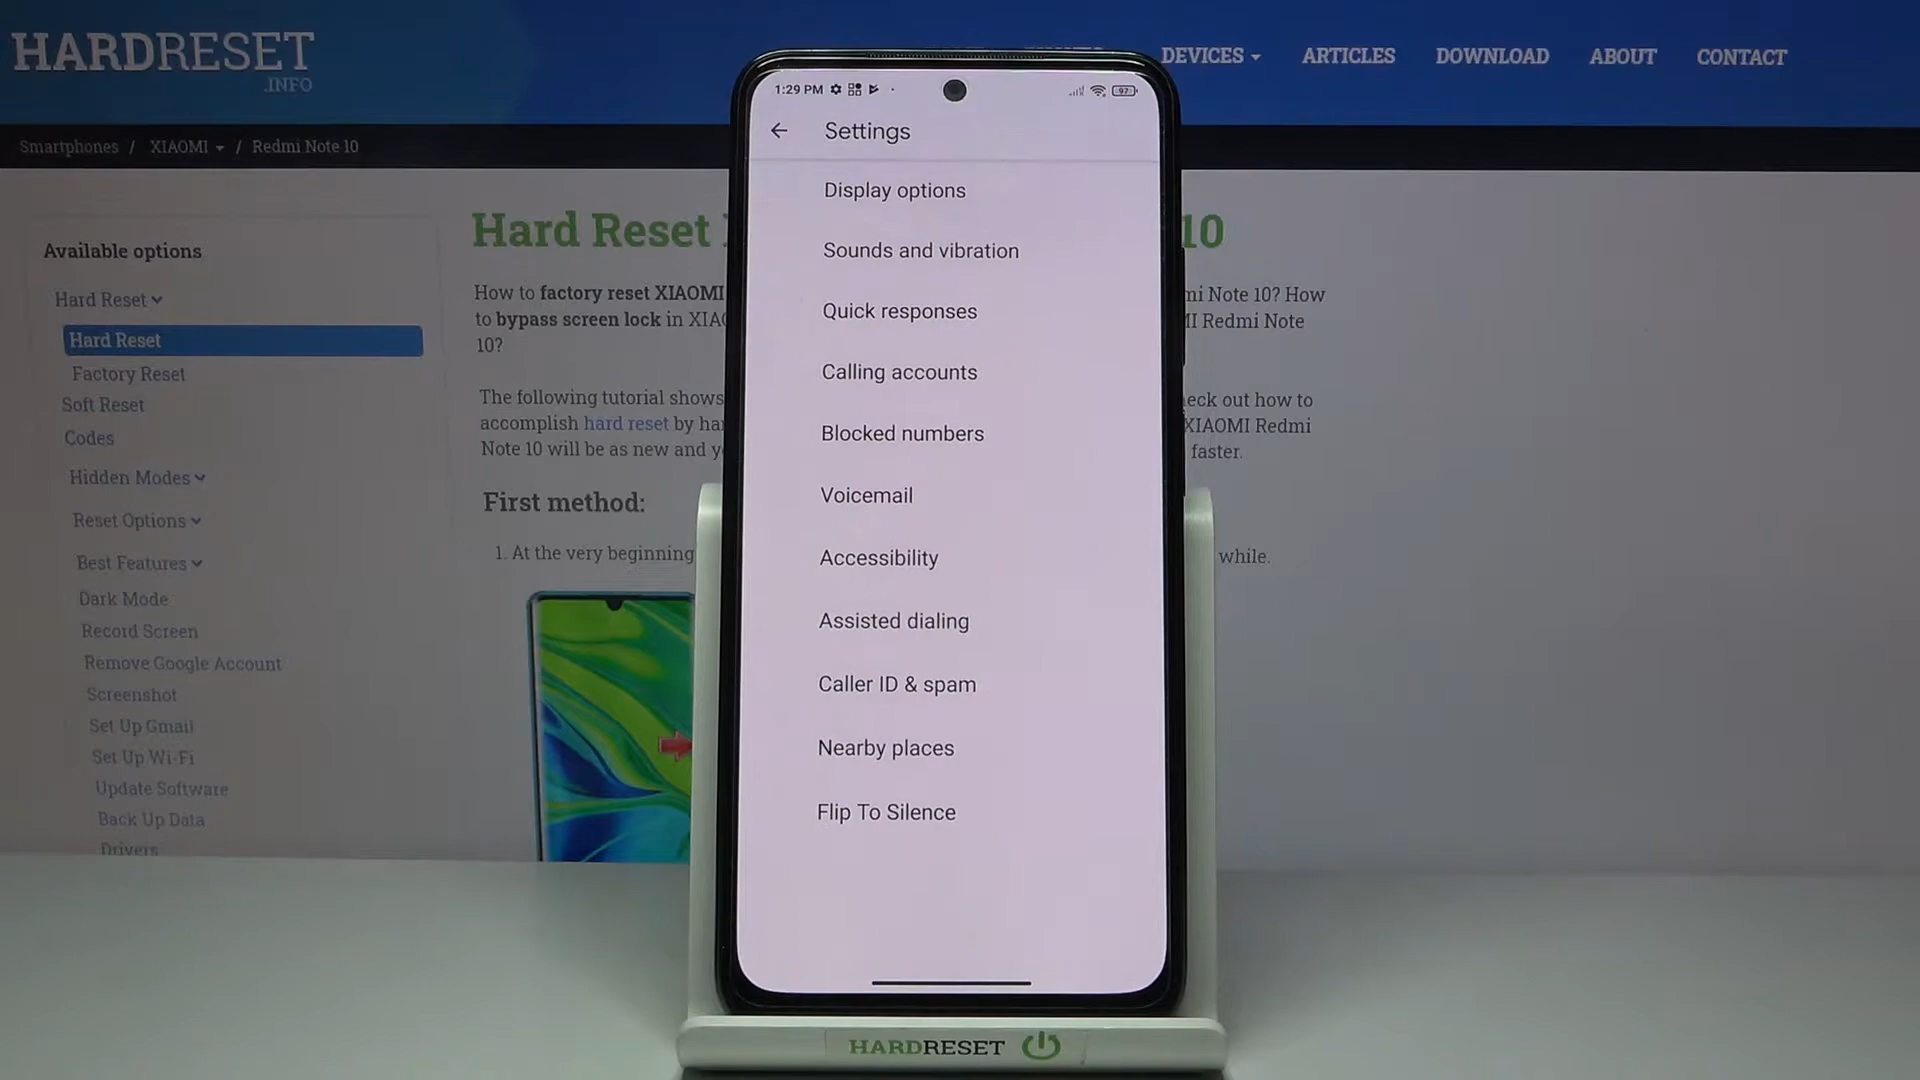 HARDRESET
.INFO
DEVICES
ARTICLES
DOWNLOAD
ABOUT
CONTACT
Smartphones / XIAOMI / Redmi Note 10
Available options
Hard Reset
Hard Reset
Factory Reset
Soft Reset
Codes
Hidden Modes
Reset Options
Best Features
Dark Mode
Record Screen
Remove Google Account
Screenshot
Set Up Gmail
Set Up Wi-Fi
Update Software
Back Up Data
Drivers
Hard Reset 10
How to factory reset XIAOMI mi Note 10? How
to bypass screen lock in XIAO MI Redmi Note
10?
The following tutorial shows eck out how to
accomplish hard reset by ha XIAOMI Redmi
Note 10 will be as new and faster.
First method:
1. At the very beginning while.
1:29 PM 97
Settings
Display options
Sounds and vibration
Quick responses
Calling accounts
Blocked numbers
Voicemail
Accessibility
Assisted dialing
Caller ID & spam
Nearby places
Flip To Silence
HARDRESET